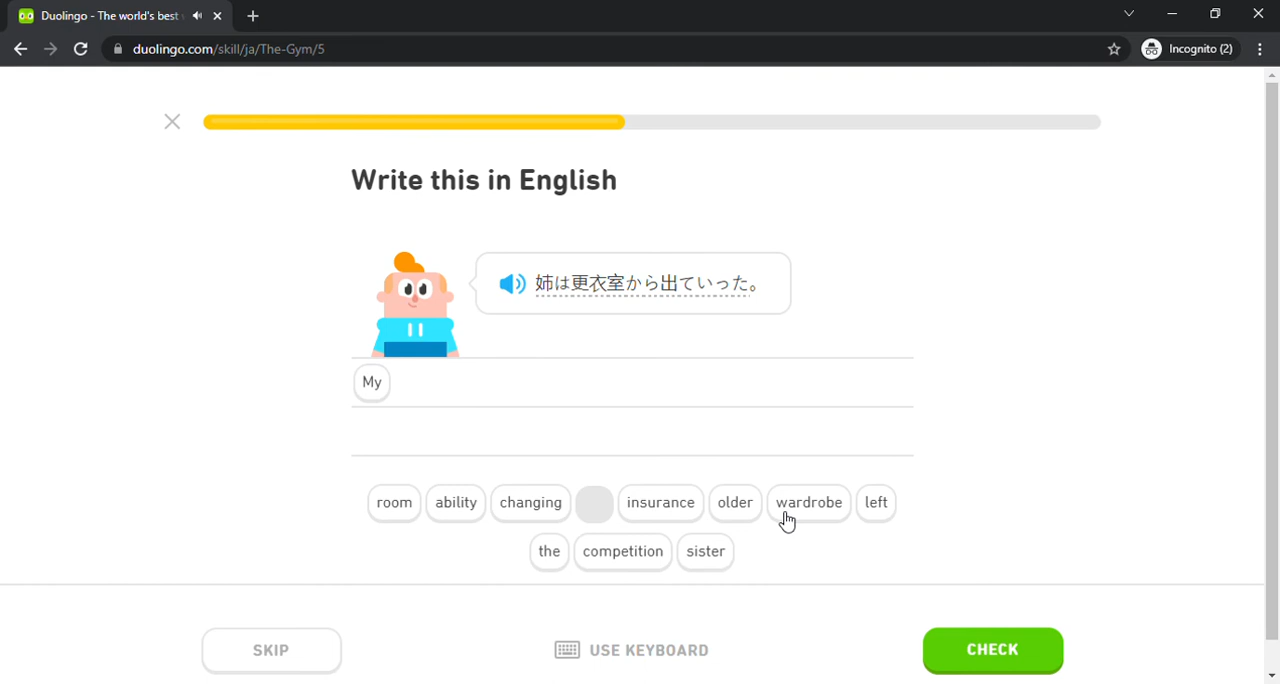 Duolingo - The world's best
duolingo.com/skill/ja/The-Gym/5
Incognito (2)
Write this in English
姉は更衣室から出ていった。
My
room ability changing insurance older wardrobe left
the competition sister
SKIP
USE KEYBOARD
CHECK